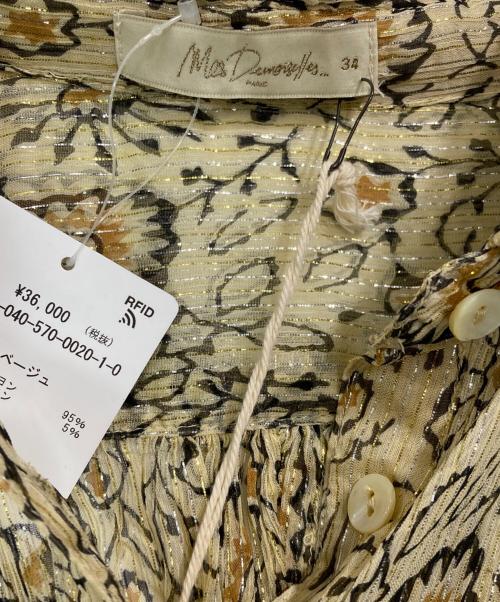 Mes Demoiselles...
PARIS
34
RFID
¥36,000
(税抜)
-040-570-0020-1-0
ベージュ
ョン
ン
95%
5%